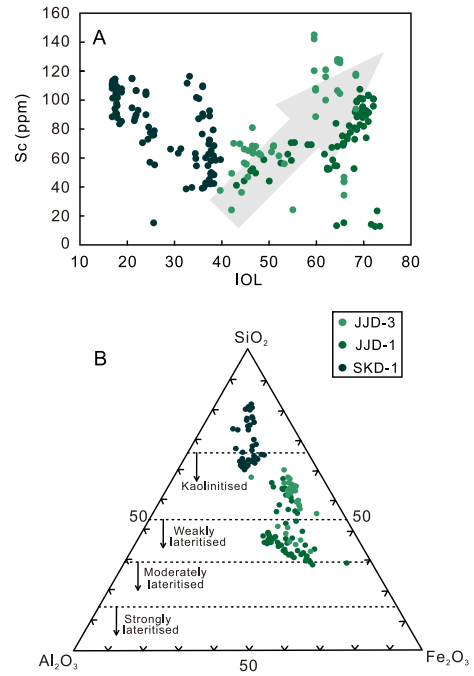 A
Sc (ppm)
160
140
120
100
80
60
40
20
0
10
20
30
40
50
60
70
80
IOL
JJD-3
JJD-1
SKD-1
B
SiO₂
Kaolinitised
50
50
Weakly
lateritised
Moderately
lateritised
Strongly
lateritised
Al₂O₃
50
Fe₂O₃